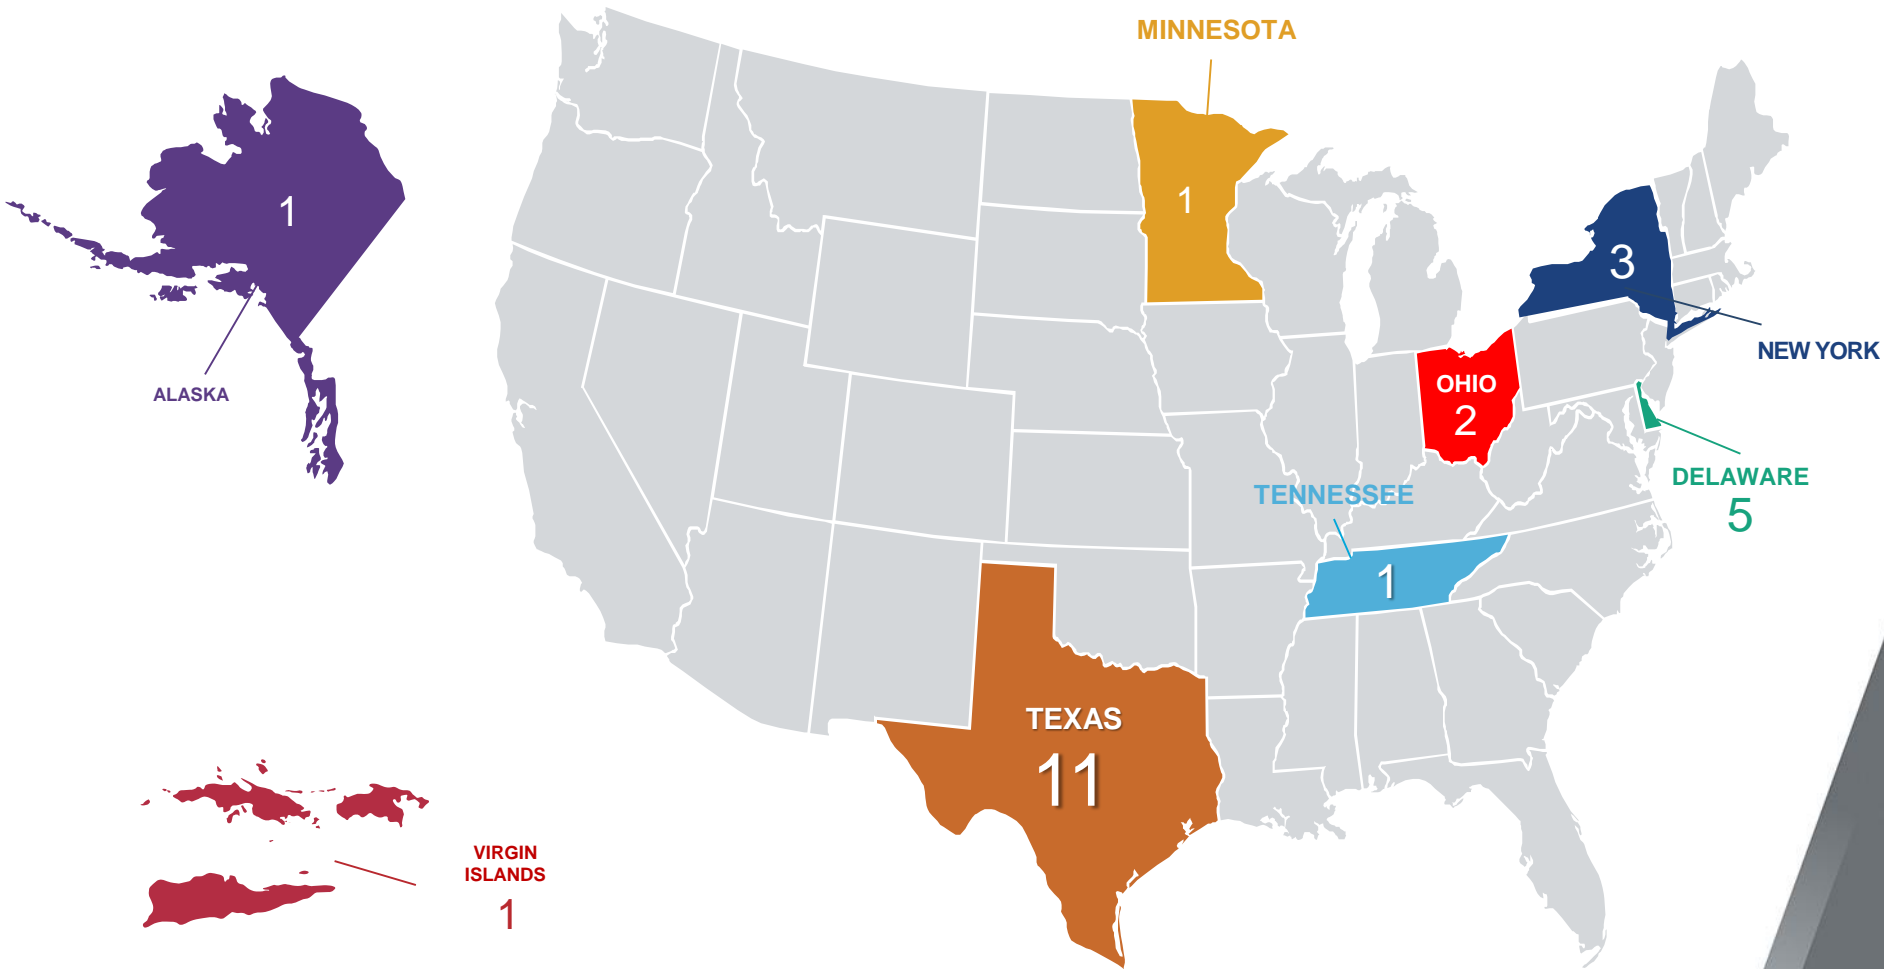 MINNESOTA
1
1
ALASKA
3
NEW YORK
OHIO
2
DELAWARE
5
TENNESSEE
1
TEXAS
11
VIRGIN
ISLANDS
1